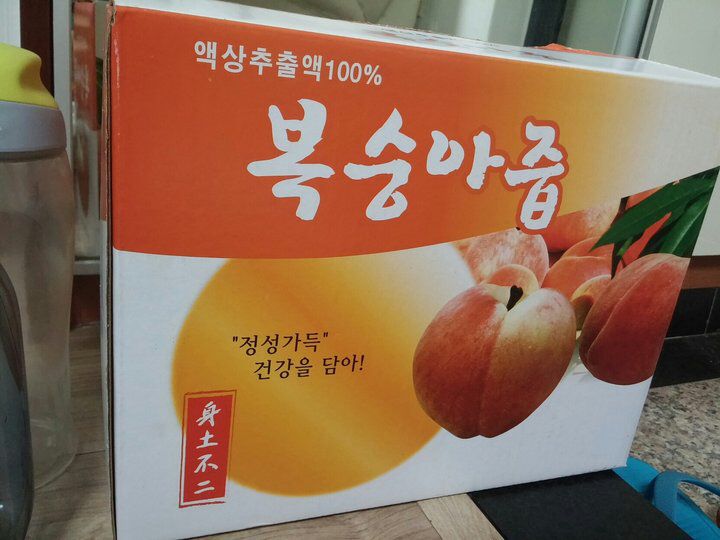 액상추출액100%
복숭아즙
"정성가득"
건강을 담아!
身土不二